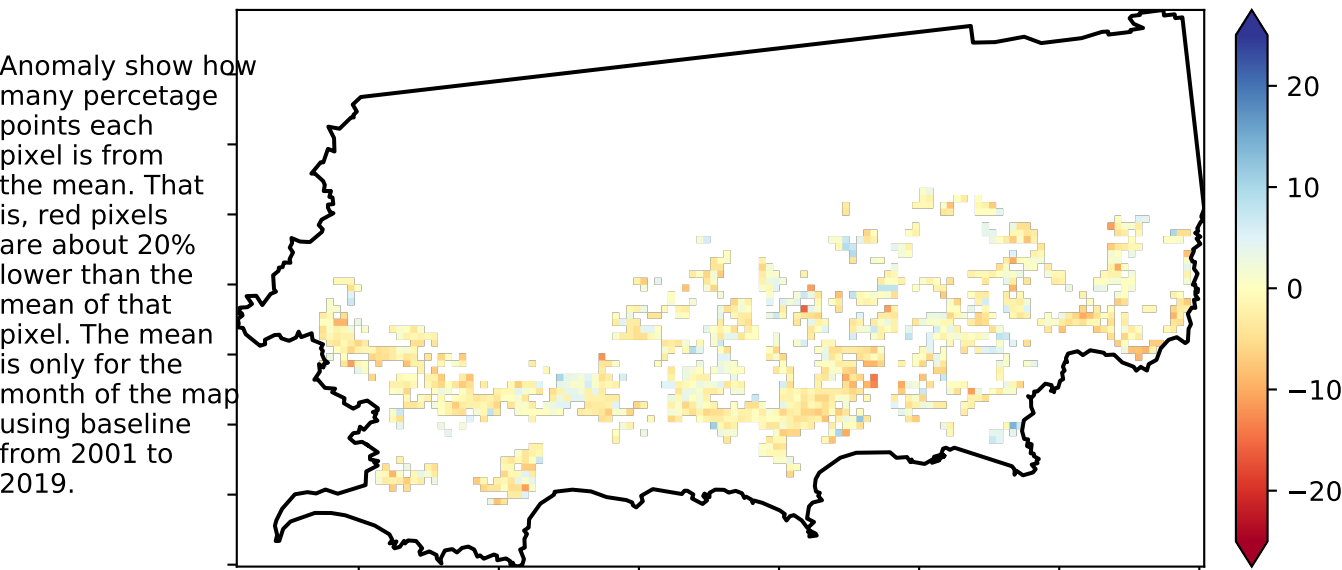 Anomaly show how
many percetage
points each
pixel is from
the mean. That
is, red pixels
are about 20%
lower than the
mean of that
pixel. The mean
is only for the
month of the map
using baseline
from 2001 to
2019.
20
10
0
−10
−20